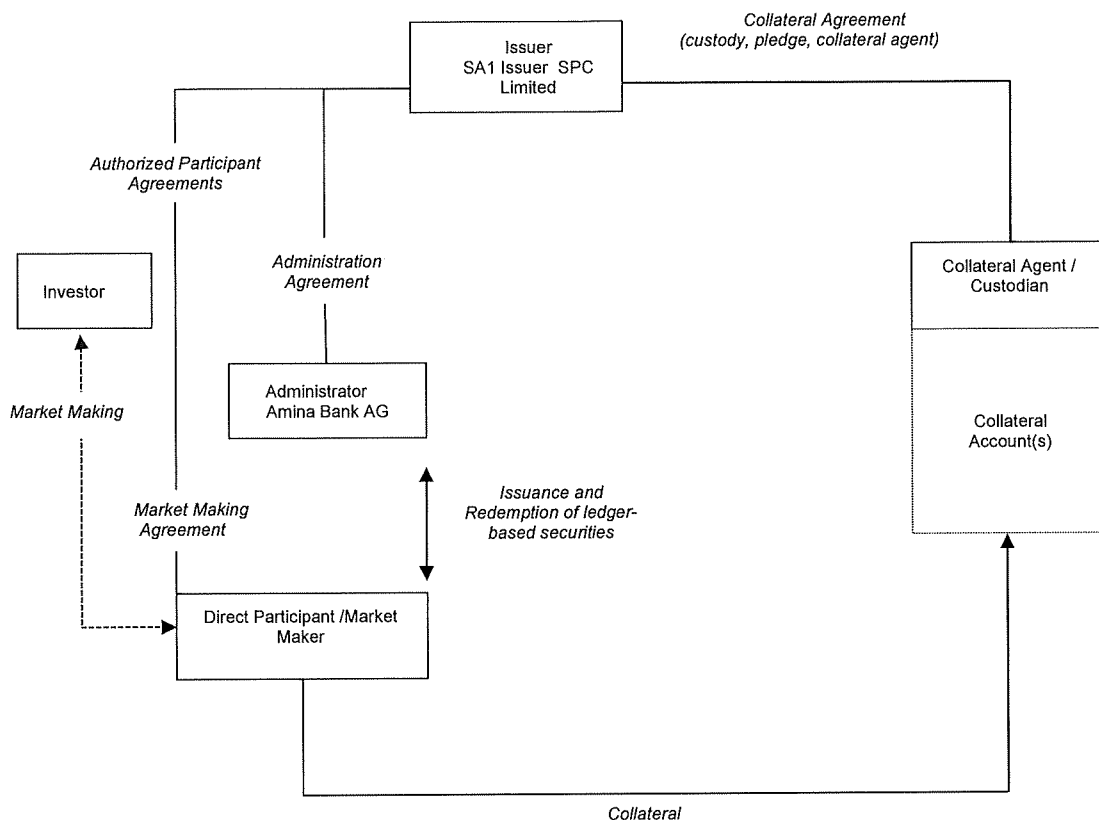 Collateral Agreement
(custody, pledge, collateral agent)
Issuer
SA1 Issuer SPC
Limited
Authorized Participant
Agreements
Administration
Agreement
Investor
Collateral Agent /
Custodian
Administrator
Amina Bank AG
Market Making
Collateral
Account(s)
Market Making
Agreement
Issuance and
Redemption of ledger-
based securities
Direct Participant /Market
Maker
Collateral